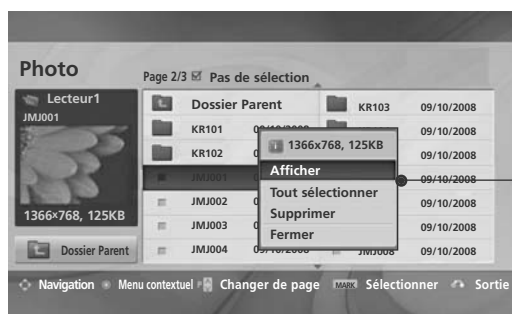 Photo
Page 2/3 Pas de sélection
Lecteur1
JMJ001
1366×768, 125KB
Dossier Parent
Dossier Parent
KR101
KR102
JMJ001
JMJ002
JMJ003
JMJ004
KR103 09/10/2008
09/10/2008
09/10/2008
09/10/2008
09/10/2008
09/10/2008
JMJ008 09/10/2008
1366x768, 125KB
Afficher
Tout sélectionner
Supprimer
Fermer
Navigation Menu contextuel P Changer de page MARK Sélectionner Sortie